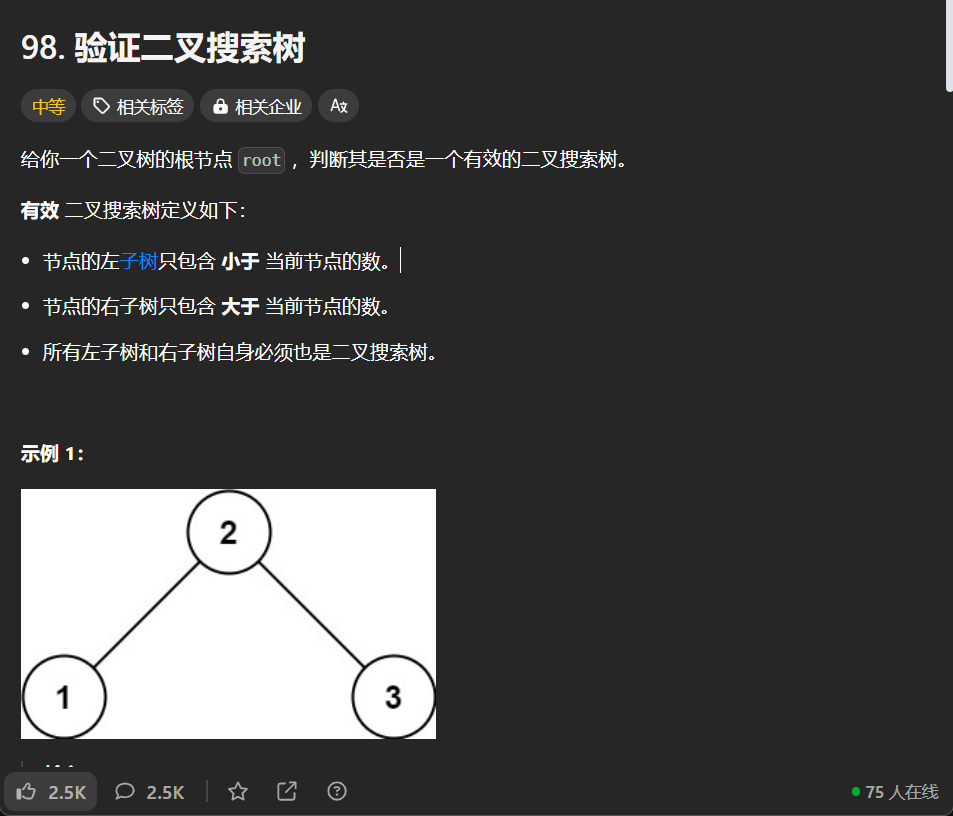 98. 验证二叉搜索树
中等 相关标签 相关企业
给你一个二叉树的根节点 root ，判断其是否是一个有效的二叉搜索树。
有效 二叉搜索树定义如下：
节点的左子树只包含 小于 当前节点的数。
节点的右子树只包含 大于 当前节点的数。
所有左子树和右子树自身必须也是二叉搜索树。
示例 1：
2
1 3
2.5K 2.5K 75 人在线